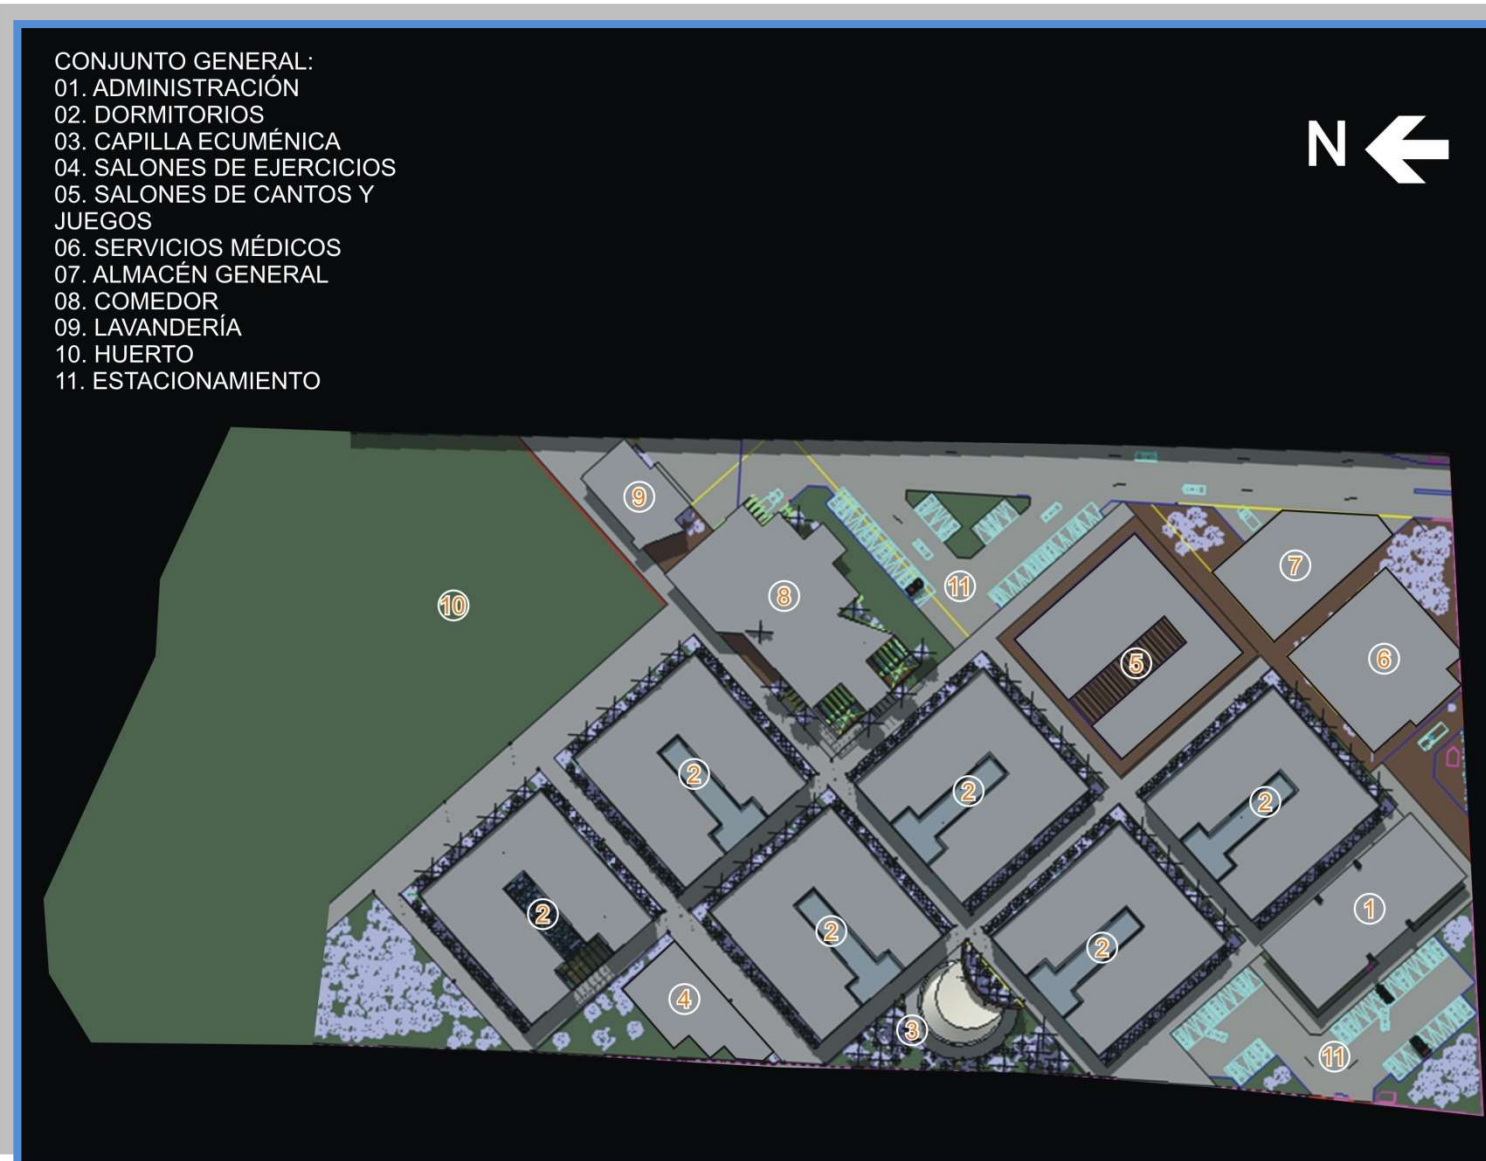 CONJUNTO GENERAL:
01. ADMINISTRACIÓN
02. DORMITORIOS
03. CAPILLA ECUMÉNICA
04. SALONES DE EJERCICIOS
05. SALONES DE CANTOS Y
JUEGOS
06. SERVICIOS MÉDICOS
07. ALMACÉN GENERAL
08. COMEDOR
09. LAVANDERÍA
10. HUERTO
11. ESTACIONAMIENTO
N
9
7
11
8
10
5
6
2
2
2
1
2
2
2
4
3
11